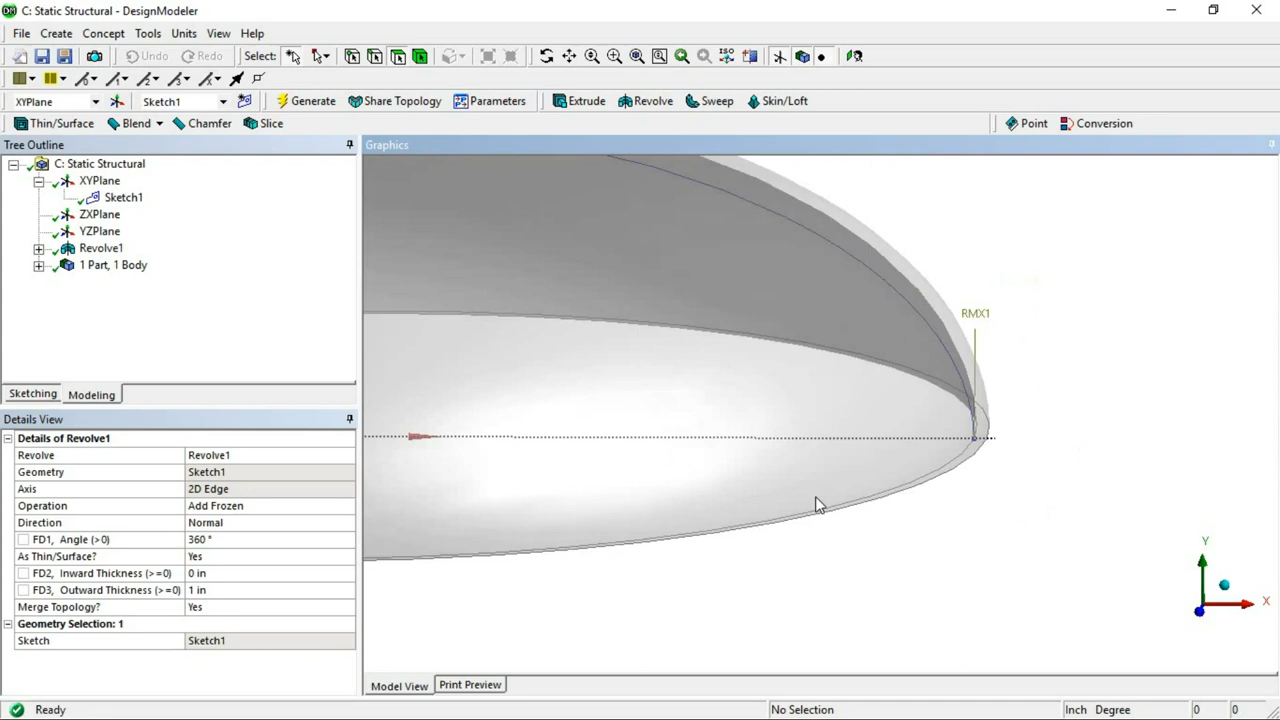 C: Static Structural - DesignModeler
File Create Concept Tools Units View Help
Undo Redo Select: ISO
XYPlane Sketch1 Generate Share Topology Parameters Extrude Revolve Sweep Skin/Loft
Thin/Surface Blend Chamfer Slice Point Conversion
Tree Outline
C: Static Structural
XYPlane
Sketch1
ZXPlane
YZPlane
Revolve1
1 Part, 1 Body
Sketching Modeling
Details View
Details of Revolve1
Revolve Revolve1
Geometry Sketch1
Axis 2D Edge
Operation Add Frozen
Direction Normal
FD1, Angle (>0) 360 °
As Thin/Surface? Yes
FD2, Inward Thickness (>=0) 0 in
FD3, Outward Thickness (>=0) 1 in
Merge Topology? Yes
Geometry Selection: 1
Sketch Sketch1
Graphics
RMX1
Y
X
Model View Print Preview
Ready No Selection Inch Degree 0 0